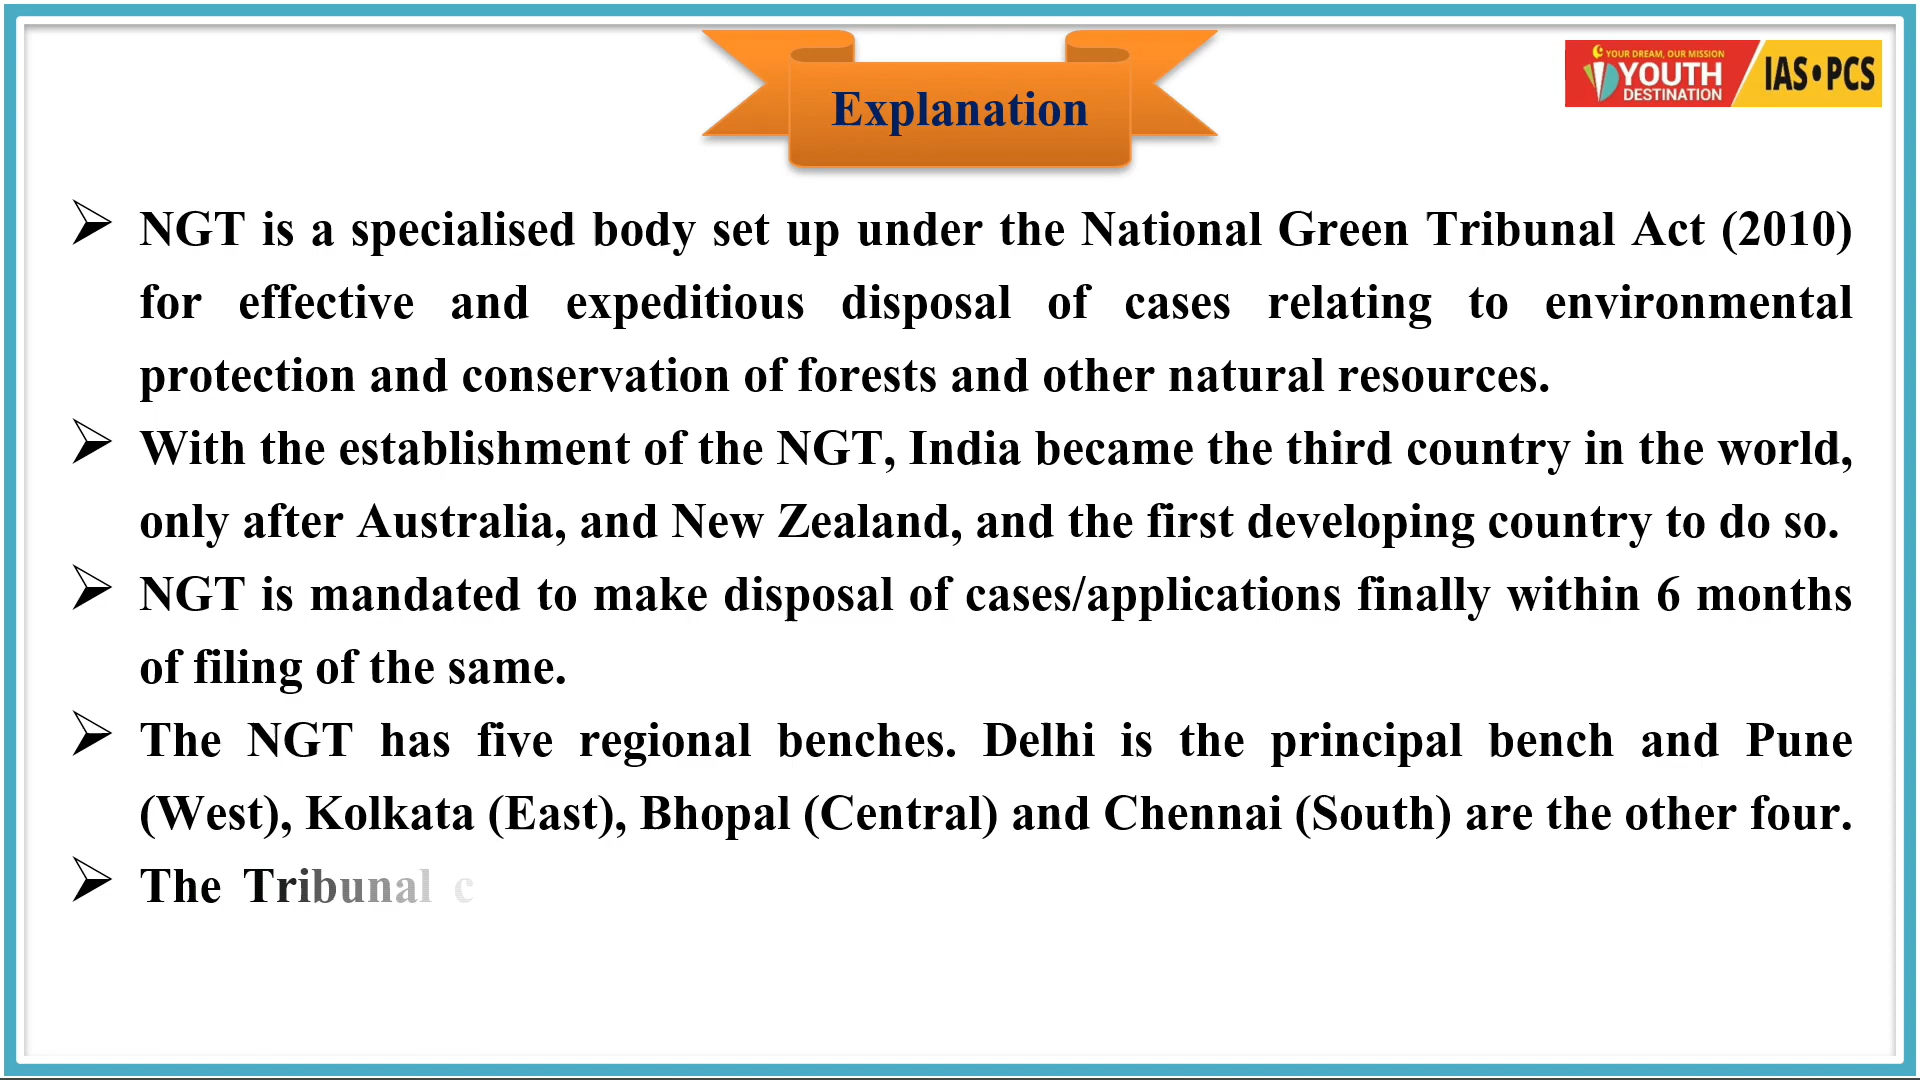 Explanation
YOUR DREAM, OUR MISSION
YOUTH
DESTINATION
IAS•PCS
NGT is a specialised body set up under the National Green Tribunal Act (2010)
for effective and expeditious disposal of cases relating to environmental
protection and conservation of forests and other natural resources.
With the establishment of the NGT, India became the third country in the world,
only after Australia, and New Zealand, and the first developing country to do so.
NGT is mandated to make disposal of cases/applications finally within 6 months
of filing of the same.
The NGT has five regional benches. Delhi is the principal bench and Pune
(West), Kolkata (East), Bhopal (Central) and Chennai (South) are the other four.
The Tribunal c